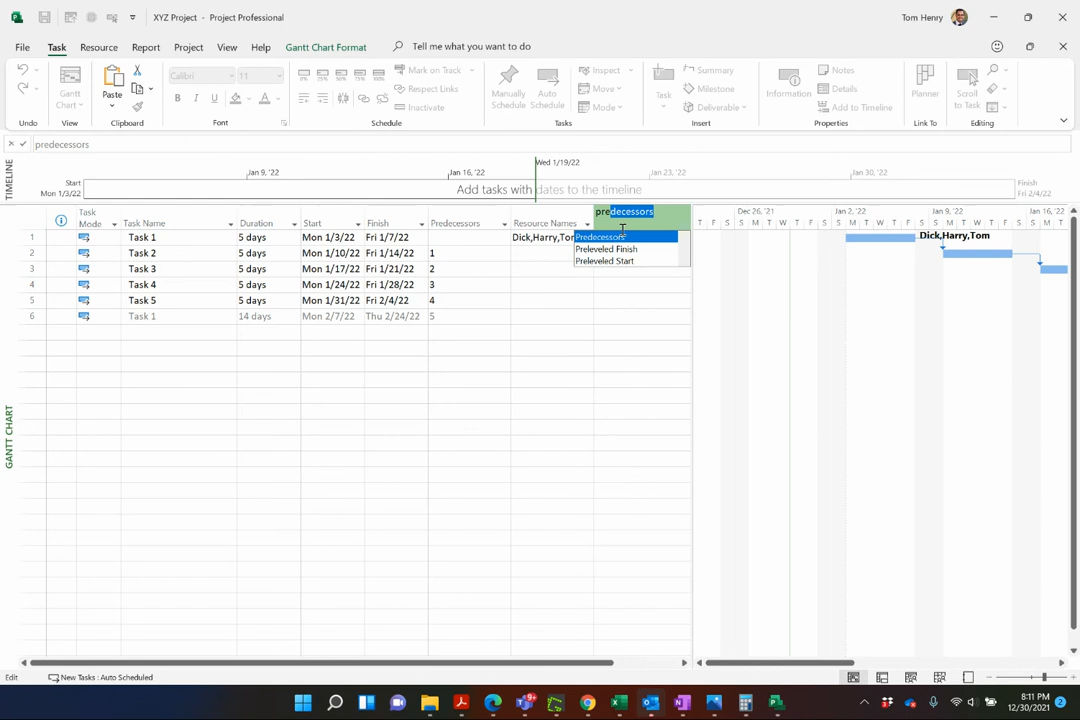 XYZ Project - Project Professional
Tom Henry
File Task Resource Report Project View Help Gantt Chart Format Tell me what you want to do
Calibri 11
Mark on Track
Respect Links
Inactivate
Gantt Chart
Paste
Manually Schedule
Auto Schedule
Inspect
Move
Mode
Task
Summary
Milestone
Deliverable
Information
Notes
Details
Add to Timeline
Planner
Scroll to Task
Undo View Clipboard Font Schedule Tasks Insert Properties Link To Editing
predecessors
TIMELINE
Wed 1/19/22
Jan 9, '22 Jan 16, '22 Jan 23, '22 Jan 30, '22
Start
Mon 1/3/22
Add tasks with dates to the timeline
Finish
Fri 2/4/22
Task Mode Task Name Duration Start Finish Predecessors Resource Names predecessors
Dec 26, '21 Jan 2, '22 Jan 9, '22 Jan 16, '22
T F S S M T W T F S S M T W T F S S M T W T F S S M T
1 Task 1 5 days Mon 1/3/22 Fri 1/7/22 Dick,Harry,Tom
Predecessors
Preleveled Finish
Preleveled Start
Dick,Harry,Tom
2 Task 2 5 days Mon 1/10/22 Fri 1/14/22 1
3 Task 3 5 days Mon 1/17/22 Fri 1/21/22 2
4 Task 4 5 days Mon 1/24/22 Fri 1/28/22 3
5 Task 5 5 days Mon 1/31/22 Fri 2/4/22 4
6 Task 1 14 days Mon 2/7/22 Thu 2/24/22 5
GANTT CHART
Edit New Tasks : Auto Scheduled
8:11 PM
12/30/2021